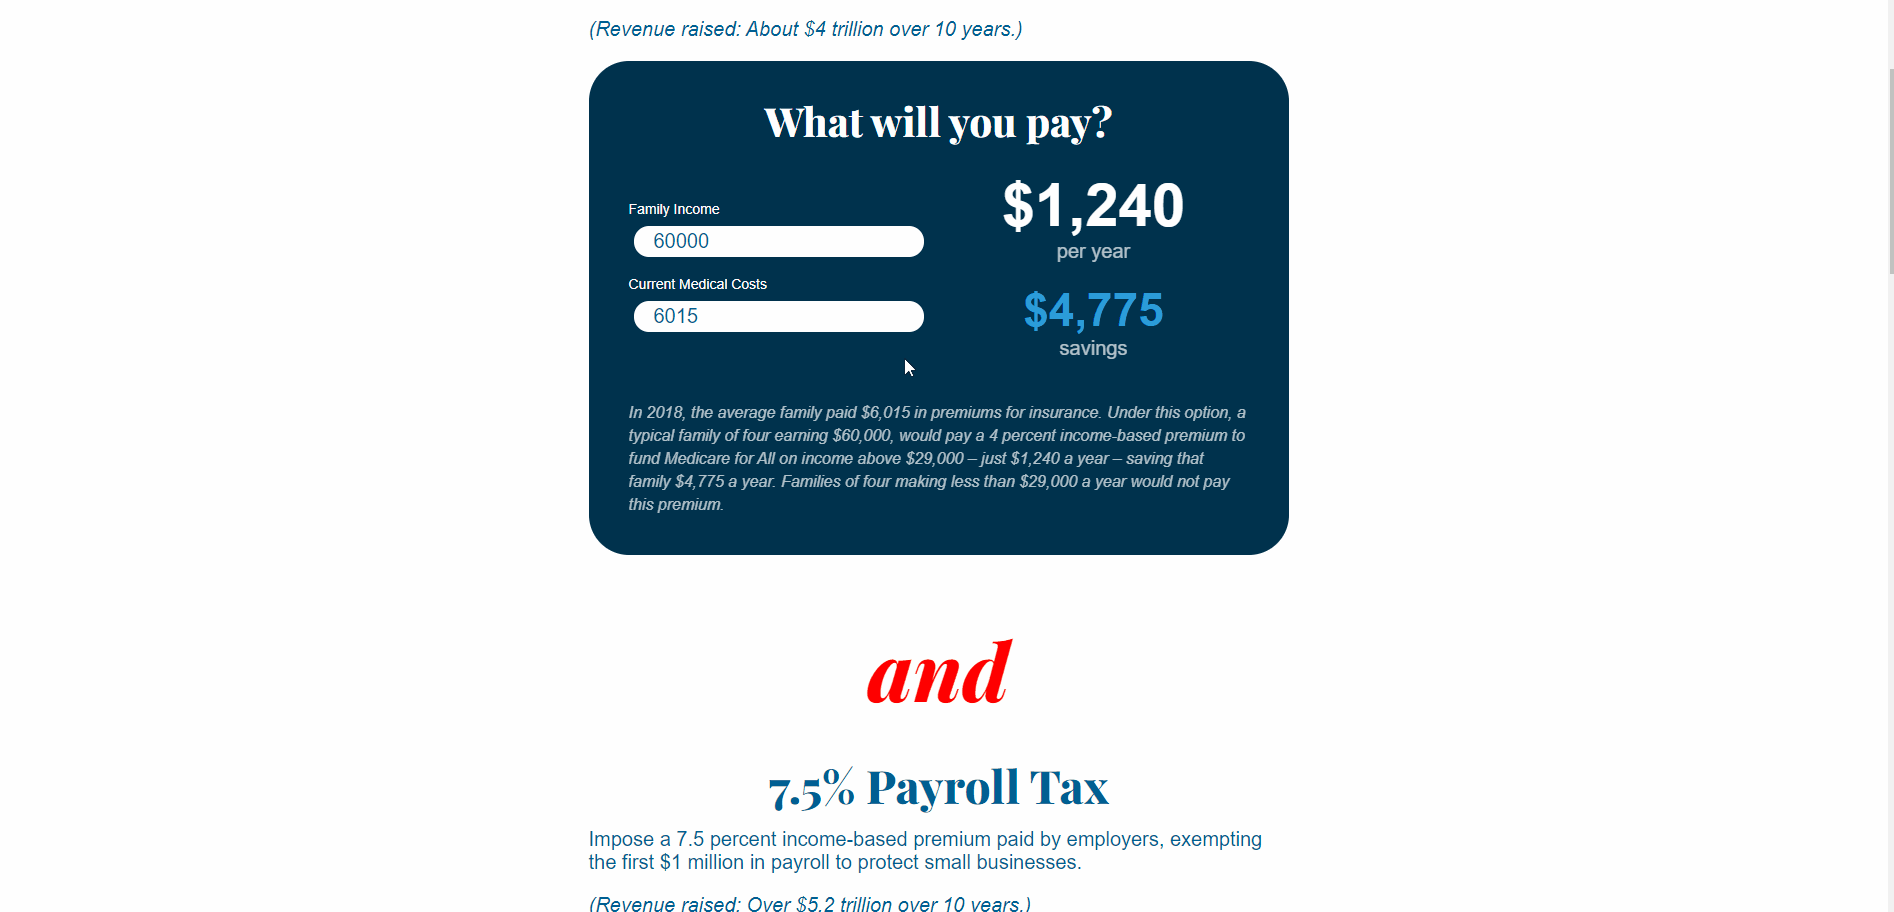 (Revenue raised: About $4 trillion over 10 years.)
What will you pay?
Family Income
60000
Current Medical Costs
6015
$1,240
per year
$4,775
savings
In 2018, the average family paid $6,015 in premiums for insurance. Under this option, a
typical family of four earning $60,000, would pay a 4 percent income-based premium to
fund Medicare for All on income above $29,000 – just $1,240 a year – saving that
family $4,775 a year. Families of four making less than $29,000 a year would not pay
this premium.
and
7.5% Payroll Tax
Impose a 7.5 percent income-based premium paid by employers, exempting
the first $1 million in payroll to protect small businesses.
(Revenue raised: Over $5.2 trillion over 10 years.)